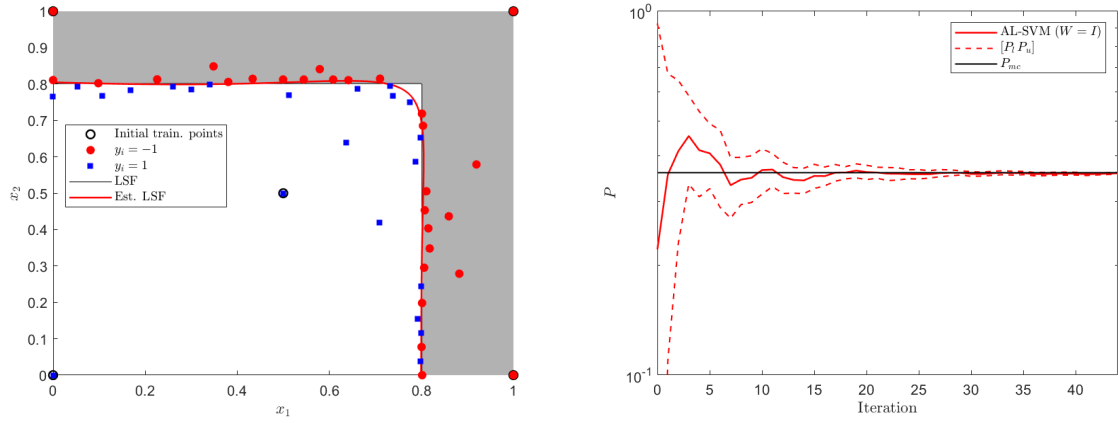 1
0.9
0.8
0.7
0.6
0.5
0.4
0.3
0.2
0.1
0
x₂
Initial train. points
yᵢ = −1
yᵢ = 1
LSF
Est. LSF
0
0.2
0.4
0.6
0.8
1
x₁
10⁰
10⁻¹
P
AL-SVM (W = I)
[Pₗ Pᵤ]
Pₘc
0
5
10
15
20
25
30
35
40
Iteration